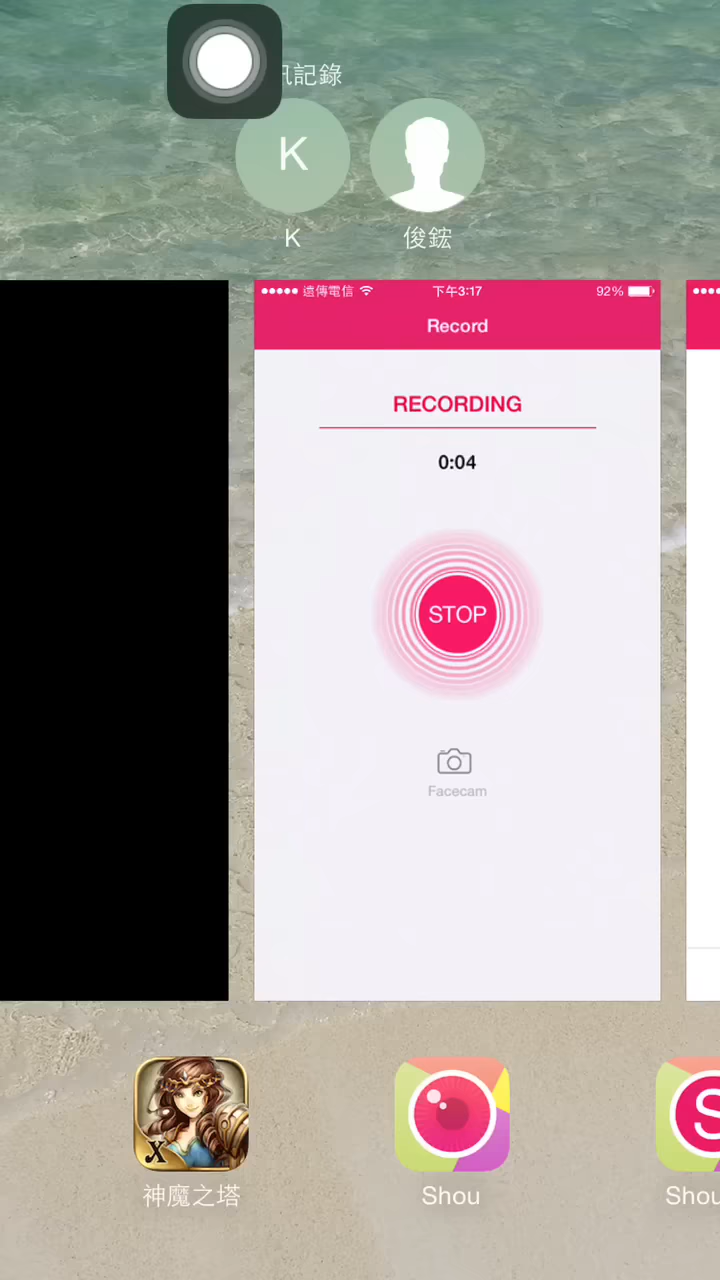 訊記錄
K
K
俊鋐
遠傳電信
下午3:17
92%
Record
RECORDING
0:04
STOP
Facecam
X
S
神魔之塔
Shou
Shou